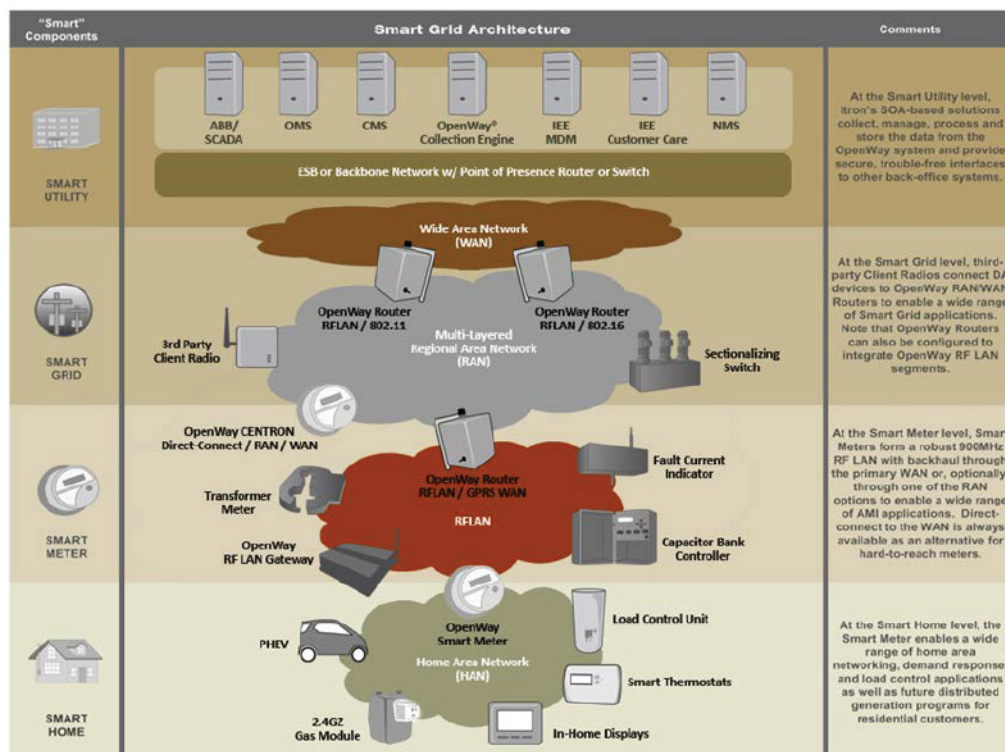 "Smart"
Components
Smart Grid Architecture
Comments
ABB/
SCADA
OMS
CMS
OpenWay®
Collection Engine
IEE
MDM
IEE
Customer Care
NMS
ESB or Backbone Network w/ Point of Presence Router or Switch
SMART
UTILITY
At the Smart Utility level,
Itron's SOA-based solutions
collect, manage, process and
store the data from the
OpenWay system and provide
secure, trouble-free interfaces
to other back-office systems.
Wide Area Network
(WAN)
OpenWay Router
RFLAN / 802.11
OpenWay Router
RFLAN / 802.16
3rd Party
Client Radio
Multi-Layered
Regional Area Network
(RAN)
Sectionalizing
Switch
SMART
GRID
At the Smart Grid level, third-
party Client Radios connect DA
devices to OpenWay RAN/WAN
Routers to enable a wide range
of Smart Grid applications.
Note that OpenWay Routers
can also be configured to
integrate OpenWay RF LAN
segments.
OpenWay CENTRON
Direct-Connect / RAN / WAN
OpenWay Router
RFLAN / GPRS WAN
Fault Current
Indicator
Transformer
Meter
RFLAN
OpenWay
RF LAN Gateway
Capacitor Bank
Controller
SMART
METER
At the Smart Meter level, Smart
Meters form a robust 900MHz
RF LAN with backhaul through
the primary WAN or, optionally,
through one of the RAN
options to enable a wide range
of AMI applications. Direct-
connect to the WAN is always
available as an alternative for
hard-to-reach meters.
PHEV
OpenWay
Smart Meter
Load Control Unit
Home Area Network
(HAN)
Smart Thermostats
2.4GZ
Gas Module
In-Home Displays
SMART
HOME
At the Smart Home level, the
Smart Meter enables a wide
range of home area
networking, demand response
and load control applications
as well as future distributed
generation programs for
residential customers.